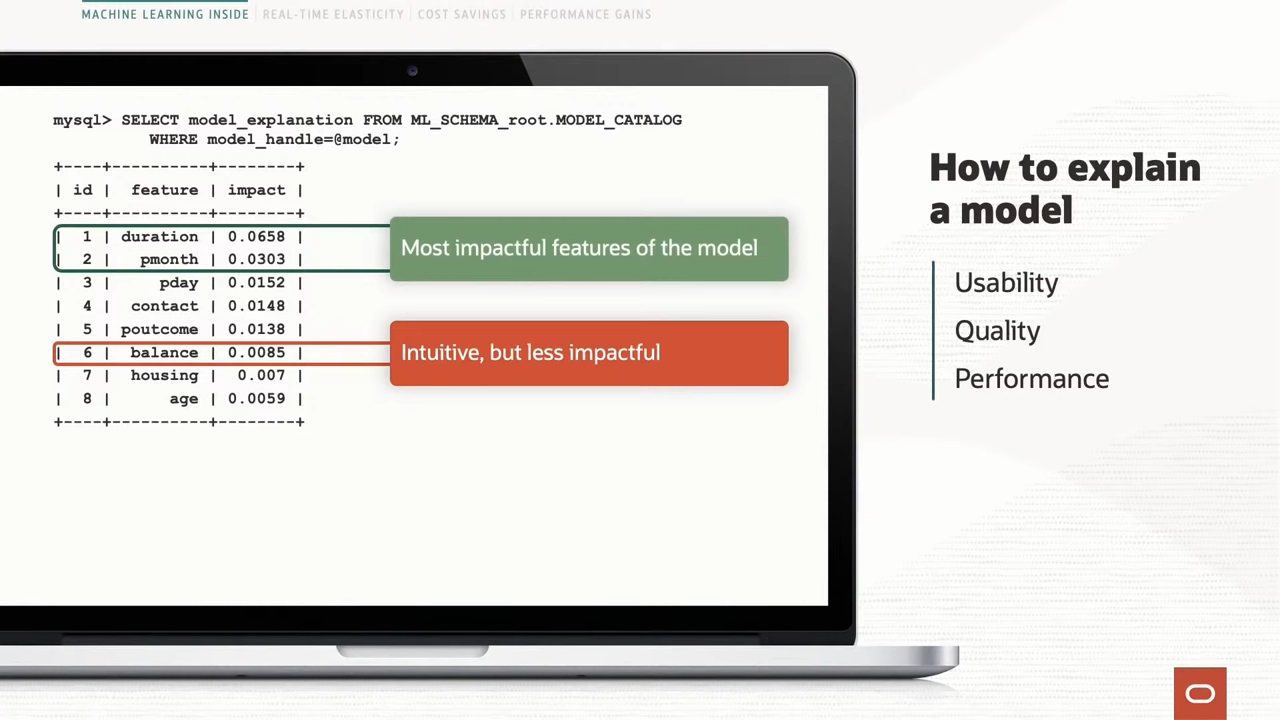 MACHINE LEARNING INSIDE | REAL-TIME ELASTICITY | COST SAVINGS | PERFORMANCE GAINS
mysql> SELECT model_explanation FROM ML_SCHEMA_root.MODEL_CATALOG
WHERE model_handle=@model;
+----+----------+--------+
| id | feature | impact |
+----+----------+--------+
| 1 | duration | 0.0658 |
| 2 | pmonth | 0.0303 |
| 3 | pday | 0.0152 |
| 4 | contact | 0.0148 |
| 5 | poutcome | 0.0138 |
| 6 | balance | 0.0085 |
| 7 | housing | 0.007 |
| 8 | age | 0.0059 |
+----+----------+--------+
Most impactful features of the model
Intuitive, but less impactful
How to explain
a model
Usability
Quality
Performance